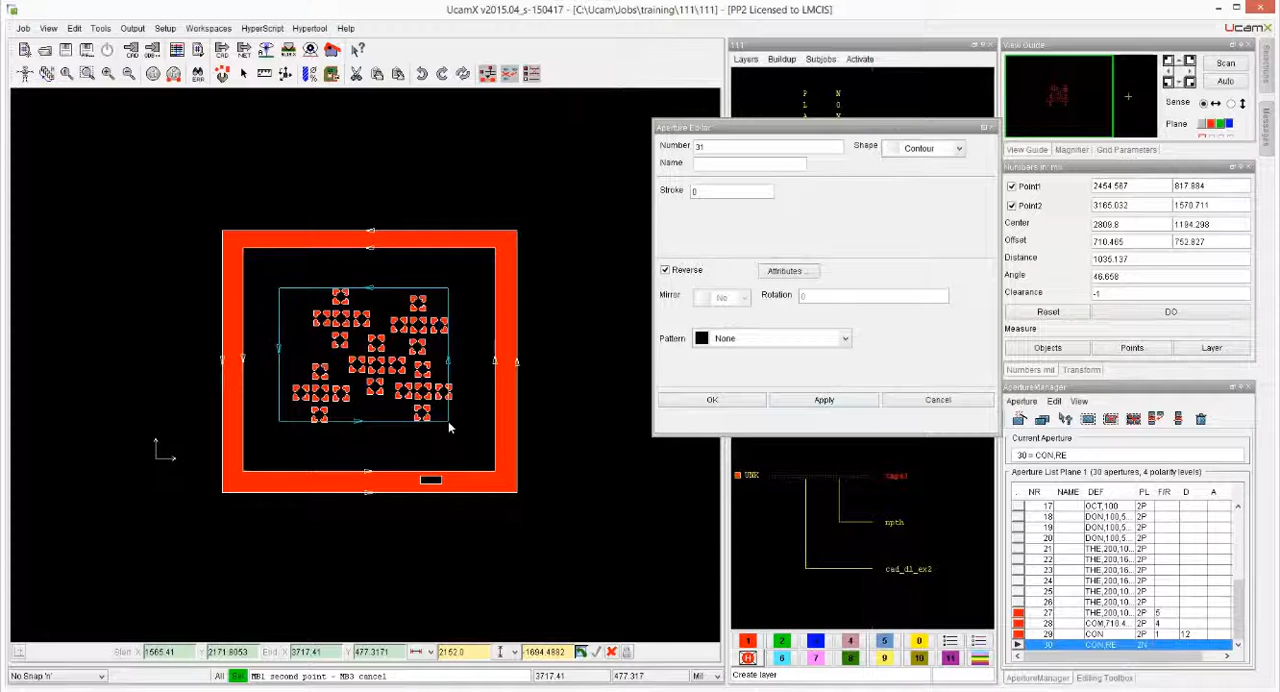 UcamX v2015.04_s-150417 - [C:\Ucam\Jobs\training\111\111] - [PP2 Licensed to LMCIS]
Job View Edit Tools Output Setup Workspaces HyperScript Hypertool Help
UcamX
111
Layers Buildup Subjobs Activate
P N
L O
A
Aperture Editor
Number 31 Shape Contour
Name
Stroke 0
Reverse Attributes ...
Mirror No Rotation 0
Pattern None
OK Apply Cancel
UNK
npth
cad_d1_ex2
1 2 3 4 5 0
6 7 8 9 10 11
Create layer
View Guide
Scan
Auto
Sense
Plane
View Guide Magnifier Grid Parameters
Numbers in: mil
Point1 2454.567 817.884
Point2 3165.032 1570.711
Center 2809.8 1194.298
Offset 710.465 752.827
Distance 1035.137
Angle 46.658
Clearance -1
Reset DO
Measure
Objects Points Layer
Numbers mil Transform
ApertureManager
Aperture Edit View
Current Aperture
30 = CON,RE
Aperture List Plane 1 (30 apertures, 4 polarity levels)
. NR NAME DEF PL F/R D A
17 OCT,100 2P
18 DON,100,5... 2P
19 DON,100,5... 2P
20 DON,100,5... 2P
21 THE,200,10... 2P
22 THE,200,16... 2P
23 THE,200,16... 2P
24 THE,200,16... 2P
25 THE,200,10... 2P
26 THE,200,10... 2P
27 THE,200,10... 2P 5
28 COM,710.4... 2P 4
29 CON 2P 1 12
30 CON,RE 2N
ApertureManager Editing Toolbox
Selections
Messages
Start X 1565.41 Y 2171.8053 End X 3717.41 Y 477.3171 2152.0 -1694.4882
No Snap 'n' All Sel MB1 second point - MB3 cancel 3717.41 477.317 Mil